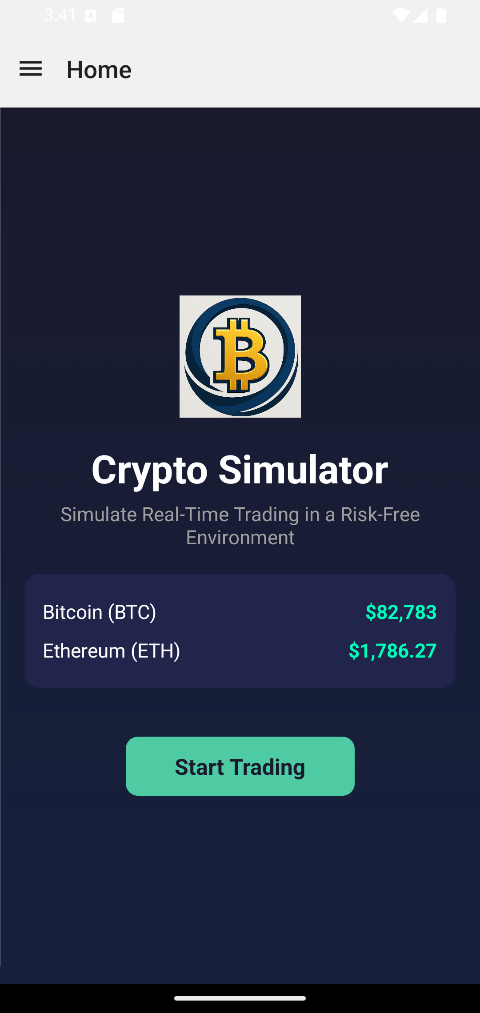 3:41
Home
Crypto Simulator
Simulate Real-Time Trading in a Risk-Free
Environment
Bitcoin (BTC) $82,783
Ethereum (ETH) $1,786.27
Start Trading